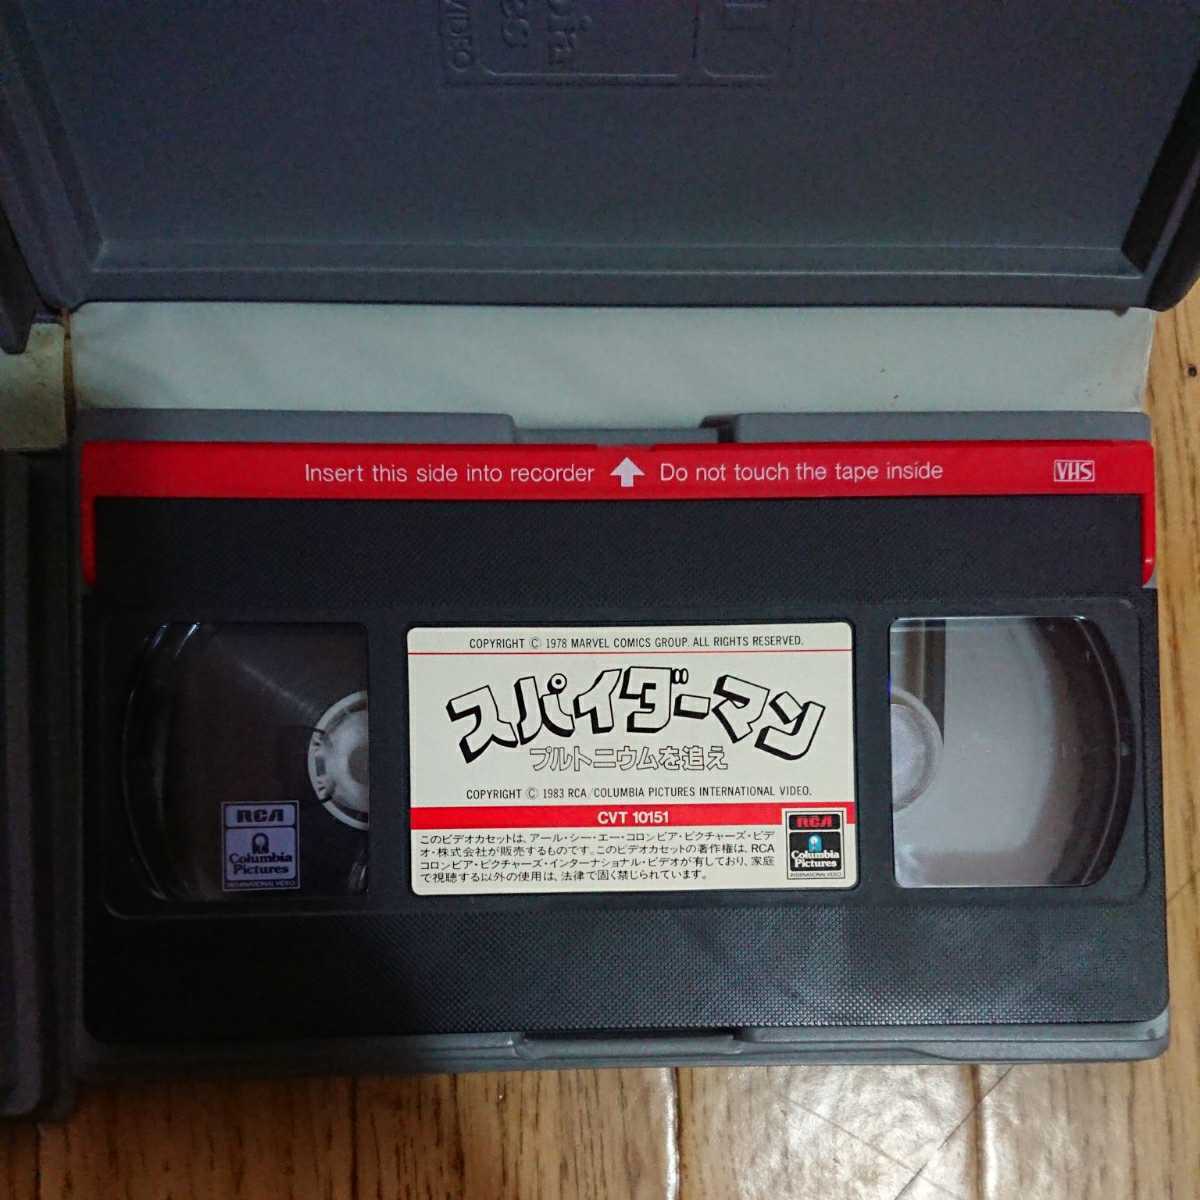 VIDEO
Insert this side into recorder Do not touch the tape inside VHS
COPYRIGHT © 1978 MARVEL COMICS GROUP. ALL RIGHTS RESERVED.
スパイダーマン
プルトニウムを追え
COPYRIGHT © 1983 RCA/COLUMBIA PICTURES INTERNATIONAL VIDEO.
CVT 10151
このビデオカセットは、アール・シー・エー・コロンビア・ピクチャーズ・ビデ
オ・株式会社が販売するものです。このビデオカセットの著作権は、RCA
コロンビア・ピクチャーズ・インターナショナル・ビデオが有しており、家庭
で視聴する以外の使用は、法律で固く禁じられています。
RCA
Columbia
Pictures
INTERNATIONAL VIDEO
RCA
Columbia
Pictures
INTERNATIONAL VIDEO